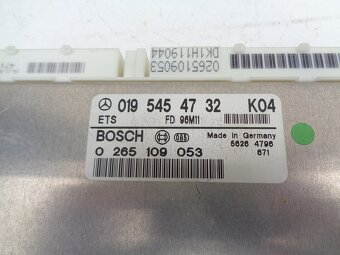 0265109053
DK1H119044
019 545 47 32 K04
ETS FD 96M11
BOSCH Made in Germany
5626 4796
0 265 109 053 671